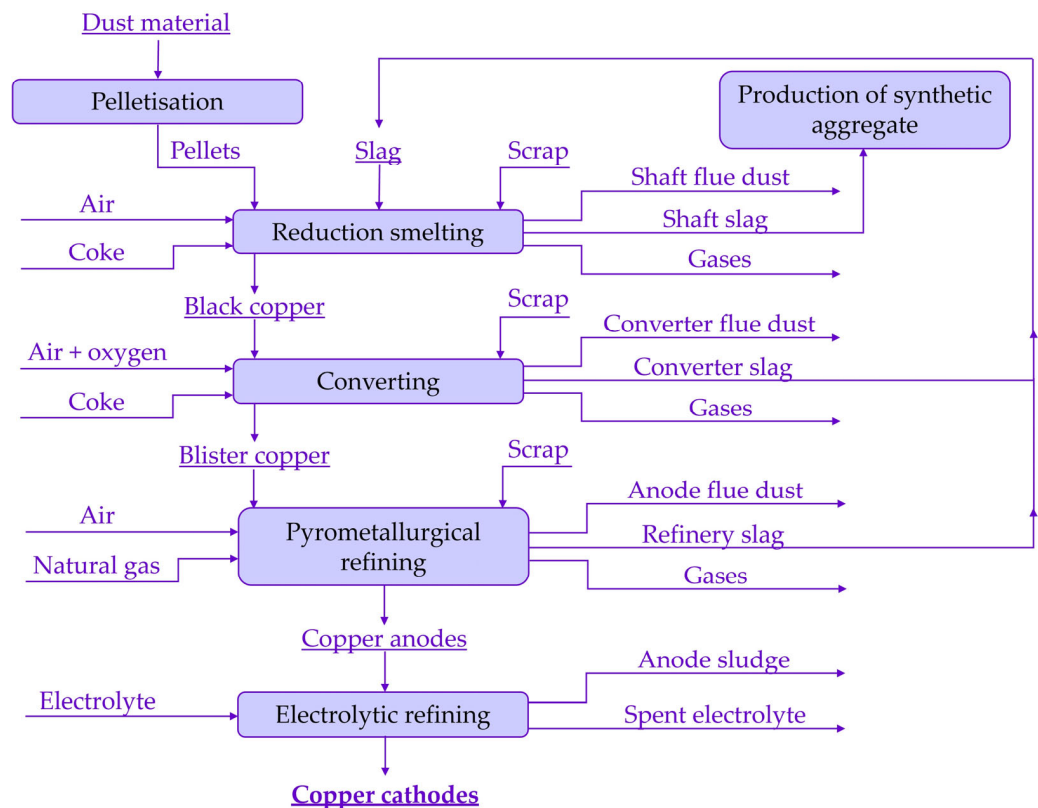 Dust material
Pelletisation
Production of synthetic
aggregate
Pellets
Slag
Scrap
Shaft flue dust
Air
Reduction smelting
Shaft slag
Coke
Gases
Black copper
Scrap
Converter flue dust
Air + oxygen
Converting
Converter slag
Coke
Gases
Blister copper
Scrap
Anode flue dust
Air
Pyrometallurgical
refining
Refinery slag
Natural gas
Gases
Copper anodes
Anode sludge
Electrolyte
Electrolytic refining
Spent electrolyte
Copper cathodes